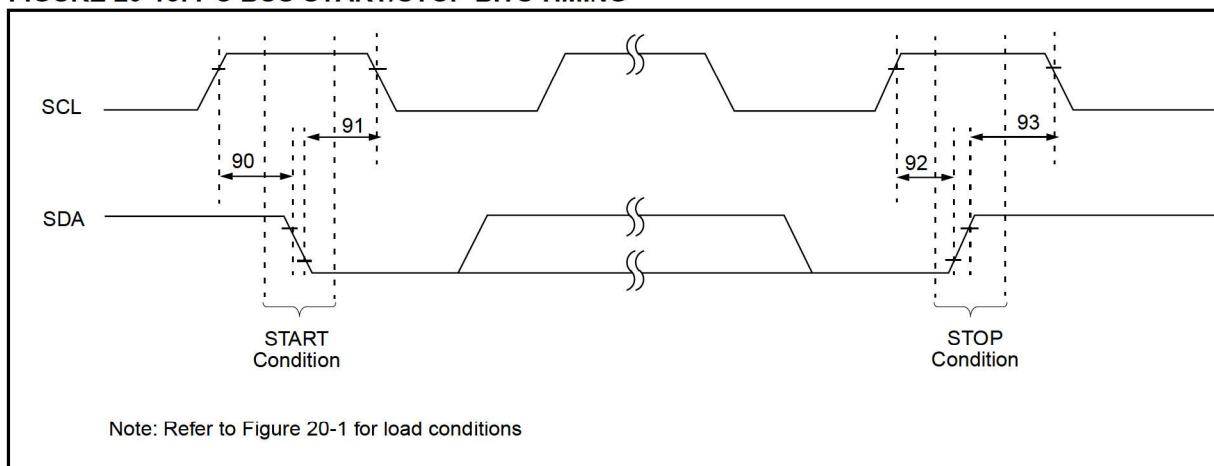 SCL
91
93
90
92
SDA
START
Condition
STOP
Condition
Note: Refer to Figure 20-1 for load conditions